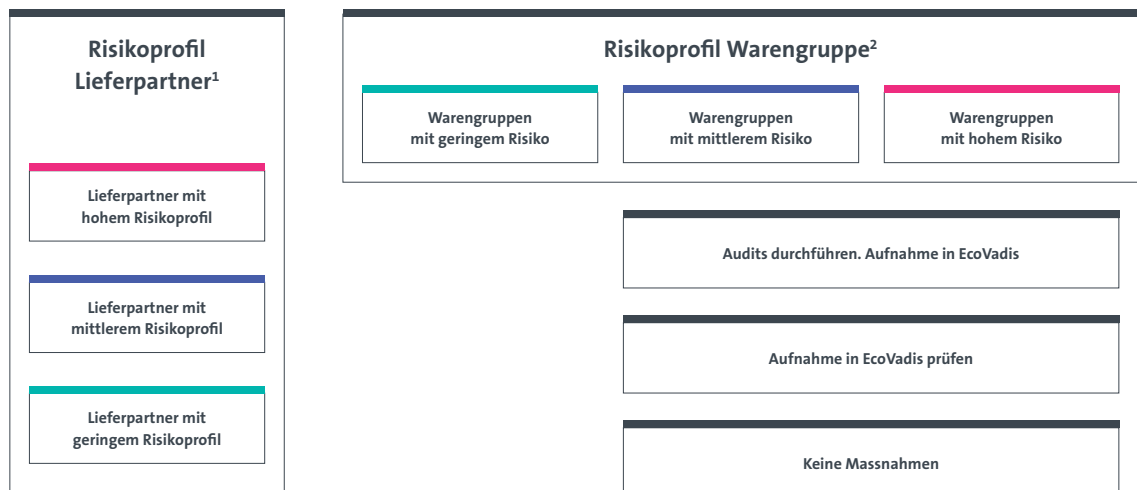 Risikoprofil
Lieferpartner¹
Lieferpartner mit
hohem Risikoprofil
Lieferpartner mit
mittlerem Risikoprofil
Lieferpartner mit
geringem Risikoprofil
Risikoprofil Warengruppe²
Warengruppen
mit geringem Risiko
Warengruppen
mit mittlerem Risiko
Warengruppen
mit hohem Risiko
Audits durchführen. Aufnahme in EcoVadis
Aufnahme in EcoVadis prüfen
Keine Massnahmen